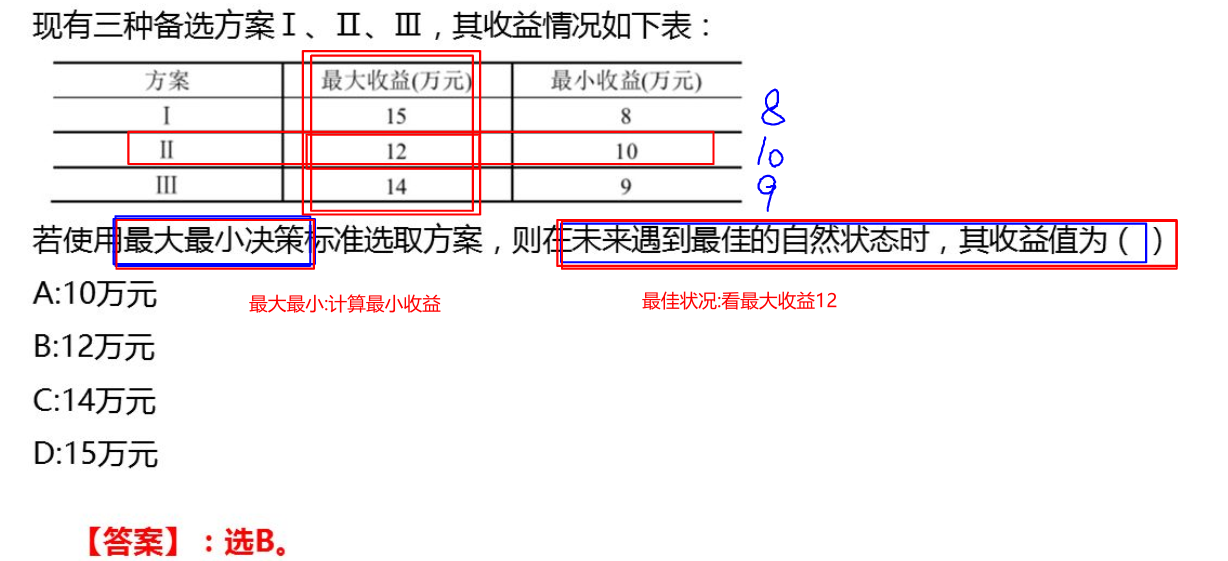 现有三种备选方案Ⅰ、Ⅱ、Ⅲ，其收益情况如下表：
方案 最大收益(万元) 最小收益(万元)
Ⅰ 15 8 8
Ⅱ 12 10 10
Ⅲ 14 9 9
若使用最大最小决策标准选取方案，则在未来遇到最佳的自然状态时，其收益值为（ ）
A:10万元
最大最小:计算最小收益 最佳状况:看最大收益12
B:12万元
C:14万元
D:15万元
【答案】：选B。